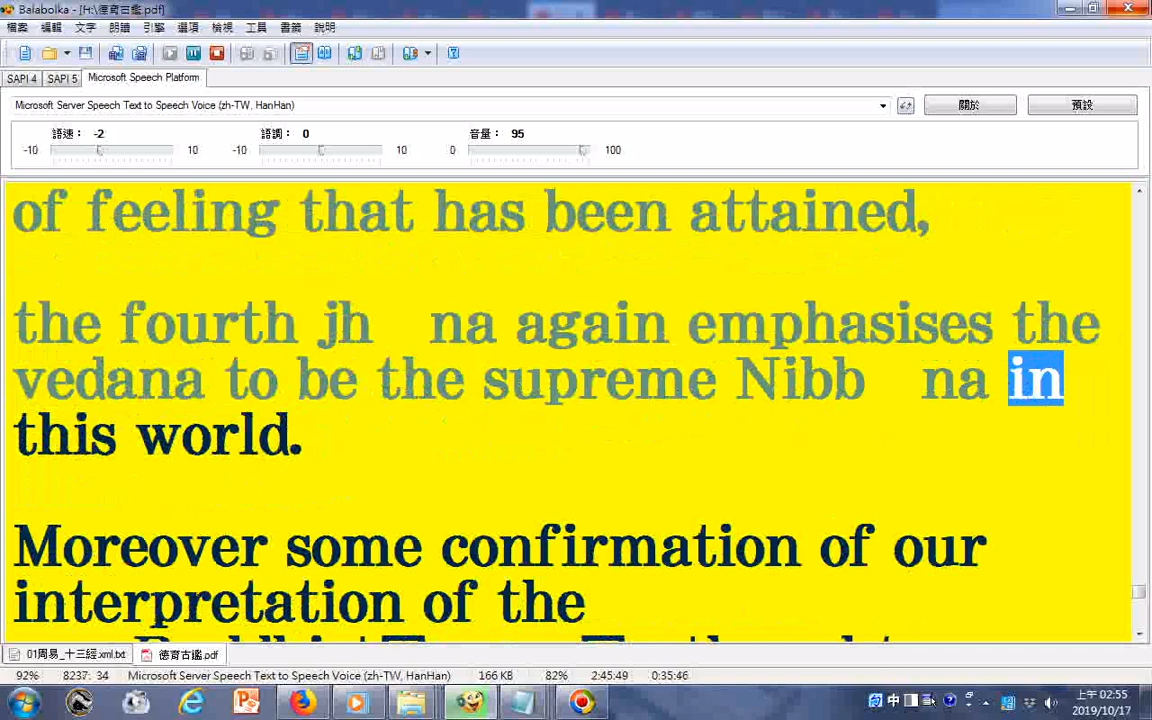 Balabolka - [H:\德育古鑑.pdf]
檔案 編輯 文字 朗讀 引擎 選項 檢視 工具 書籤 說明
SAPI 4 SAPI 5 Microsoft Speech Platform
Microsoft Server Speech Text to Speech Voice (zh-TW, HanHan) 關於 預設
語速： -2 語調： 0 音量： 95
-10 10 -10 10 0 100
of feeling that has been attained,
the fourth jh na again emphasises the
vedana to be the supreme Nibb na in
this world.
Moreover some confirmation of our
interpretation of the
01周易_十三經.xml.txt 德育古鑑.pdf
92% 8237: 34 Microsoft Server Speech Text to Speech Voice (zh-TW, HanHan) 166 KB 82% 2:45:49 0:35:46
中 上午 02:55
2019/10/17